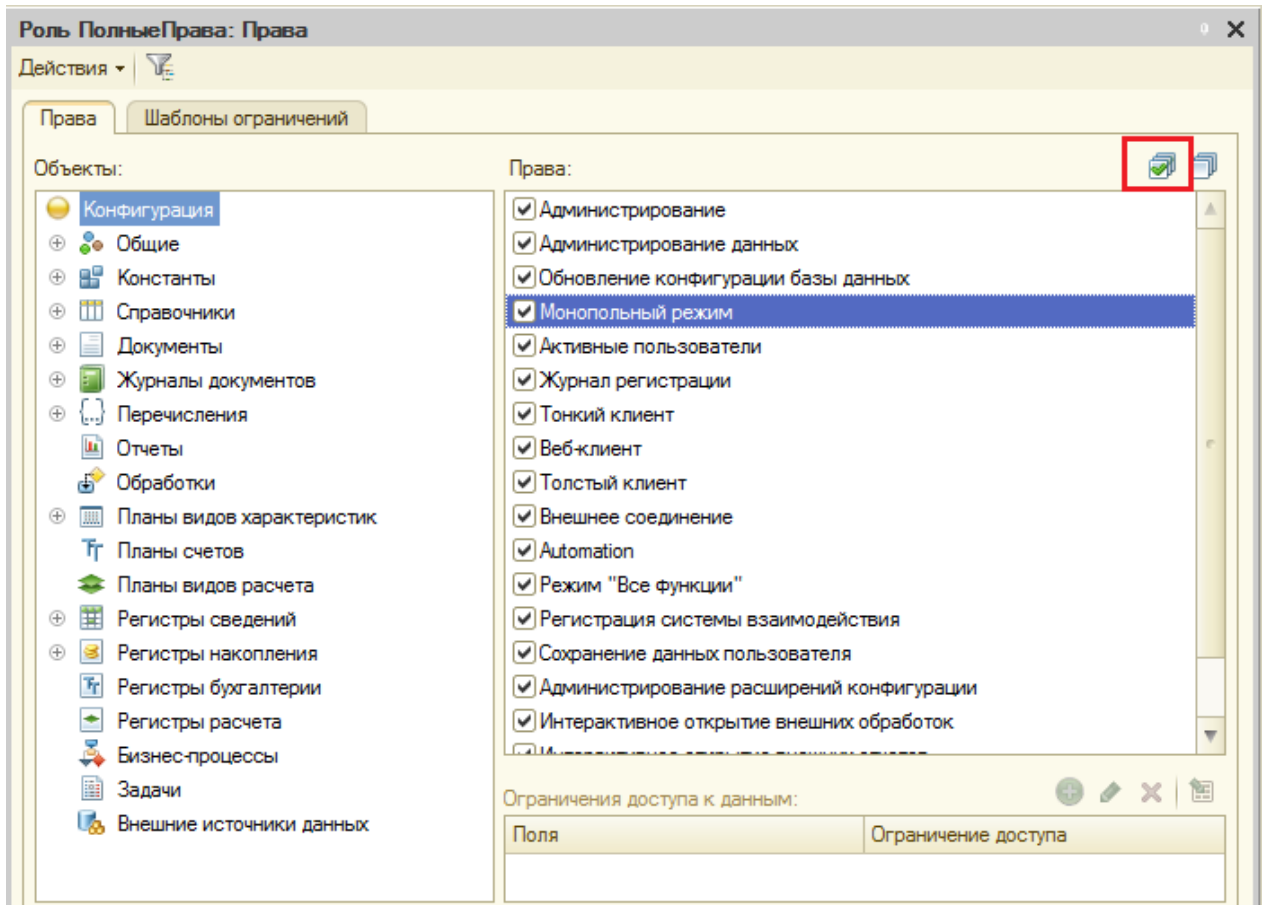 Роль ПолныеПрава: Права
Действия
Права
Шаблоны ограничений
Объекты:
Конфигурация
Общие
Константы
Справочники
Документы
Журналы документов
Перечисления
Отчеты
Обработки
Планы видов характеристик
Планы счетов
Планы видов расчета
Регистры сведений
Регистры накопления
Регистры бухгалтерии
Регистры расчета
Бизнес-процессы
Задачи
Внешние источники данных
Права:
Администрирование
Администрирование данных
Обновление конфигурации базы данных
Монопольный режим
Активные пользователи
Журнал регистрации
Тонкий клиент
Веб-клиент
Толстый клиент
Внешнее соединение
Automation
Режим "Все функции"
Регистрация системы взаимодействия
Сохранение данных пользователя
Администрирование расширений конфигурации
Интерактивное открытие внешних обработок
Ограничения доступа к данным:
Поля
Ограничение доступа